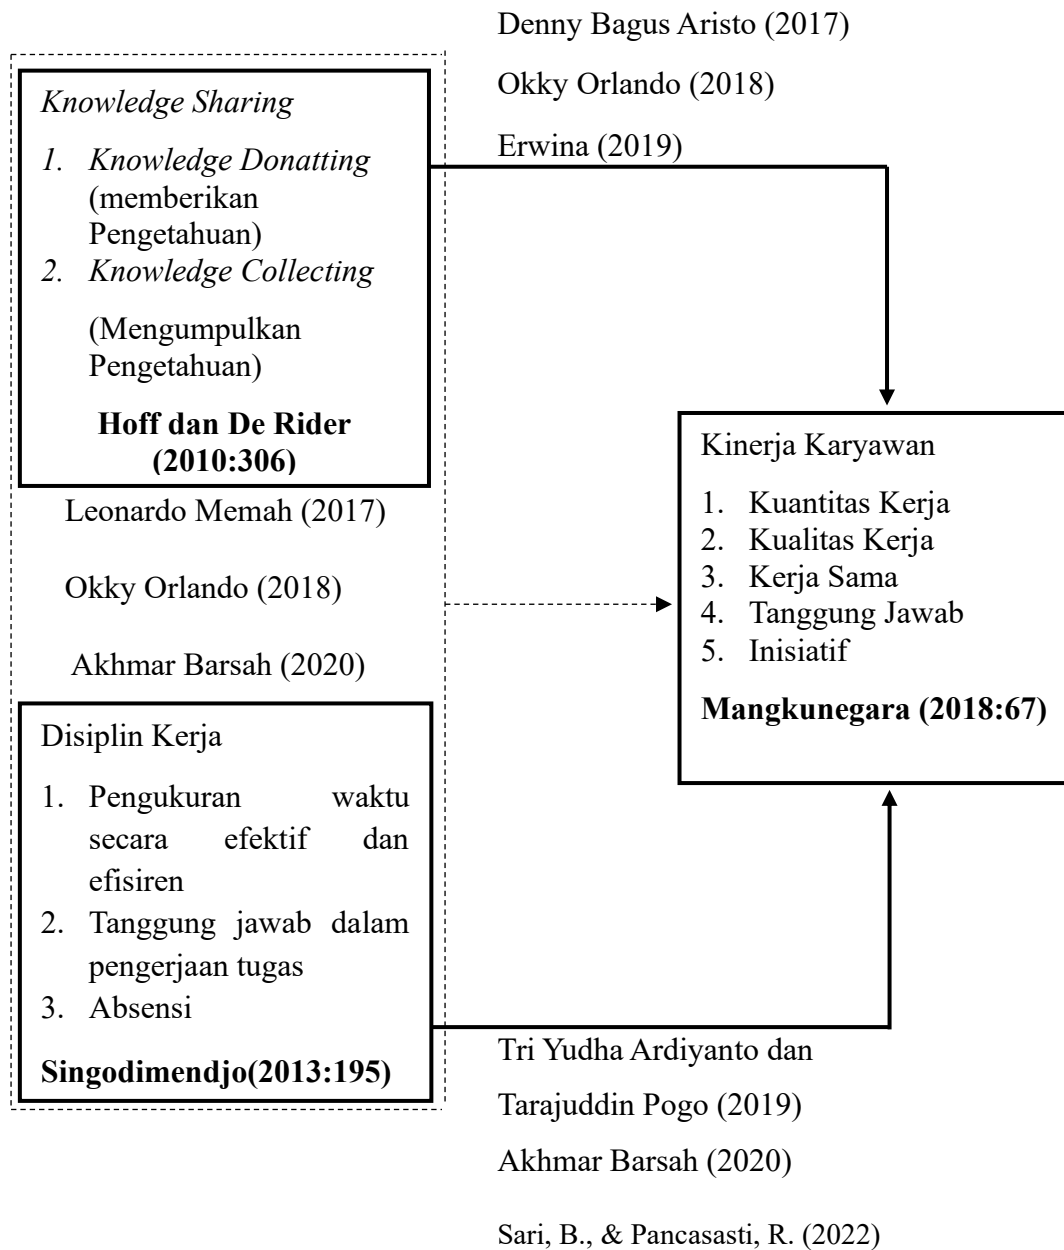 Denny Bagus Aristo (2017)
Okky Orlando (2018)
Erwina (2019)
Knowledge Sharing
1. Knowledge Donatting
(memberikan
Pengetahuan)
2. Knowledge Collecting
(Mengumpulkan
Pengetahuan)
Hoff dan De Rider
(2010:306)
Leonardo Memah (2017)
Okky Orlando (2018)
Akhmar Barsah (2020)
Disiplin Kerja
1. Pengukuran waktu
secara efektif dan
efisiren
2. Tanggung jawab dalam
pengerjaan tugas
3. Absensi
Singodimendjo(2013:195)
Kinerja Karyawan
1. Kuantitas Kerja
2. Kualitas Kerja
3. Kerja Sama
4. Tanggung Jawab
5. Inisiatif
Mangkunegara (2018:67)
Tri Yudha Ardiyanto dan
Tarajuddin Pogo (2019)
Akhmar Barsah (2020)
Sari, B., & Pancasasti, R. (2022)